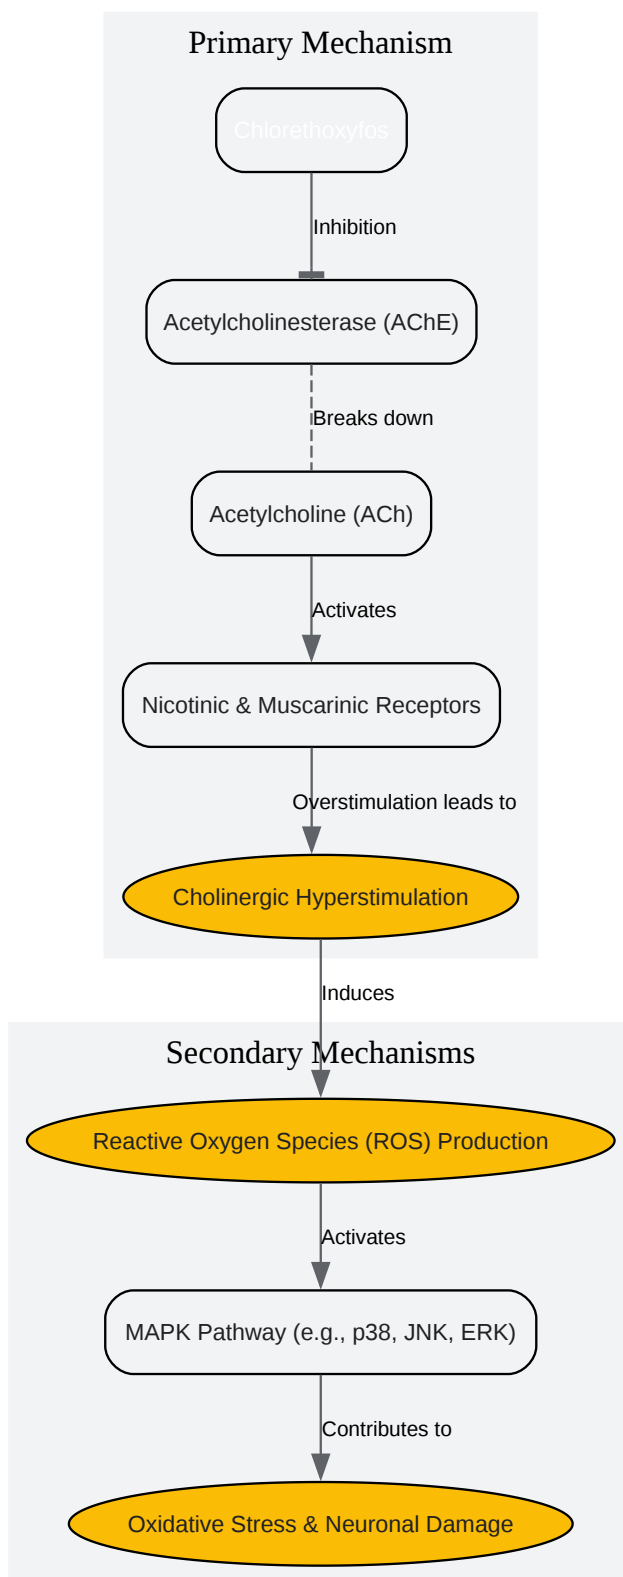 Primary Mechanism
Chlorethoxyfos
Inhibition
Acetylcholinesterase (AChE)
Breaks down
Acetylcholine (ACh)
Activates
Nicotinic & Muscarinic Receptors
Overstimulation leads to
Cholinergic Hyperstimulation
Induces
Secondary Mechanisms
Reactive Oxygen Species (ROS) Production
Activates
MAPK Pathway (e.g., p38, JNK, ERK)
Contributes to
Oxidative Stress & Neuronal Damage